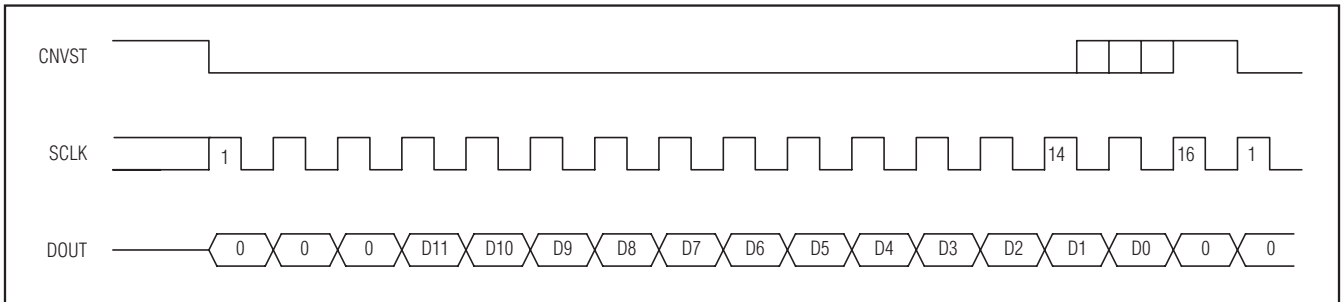 CNVST
SCLK 1 14 16 1
DOUT 0 0 0 D11 D10 D9 D8 D7 D6 D5 D4 D3 D2 D1 D0 0 0